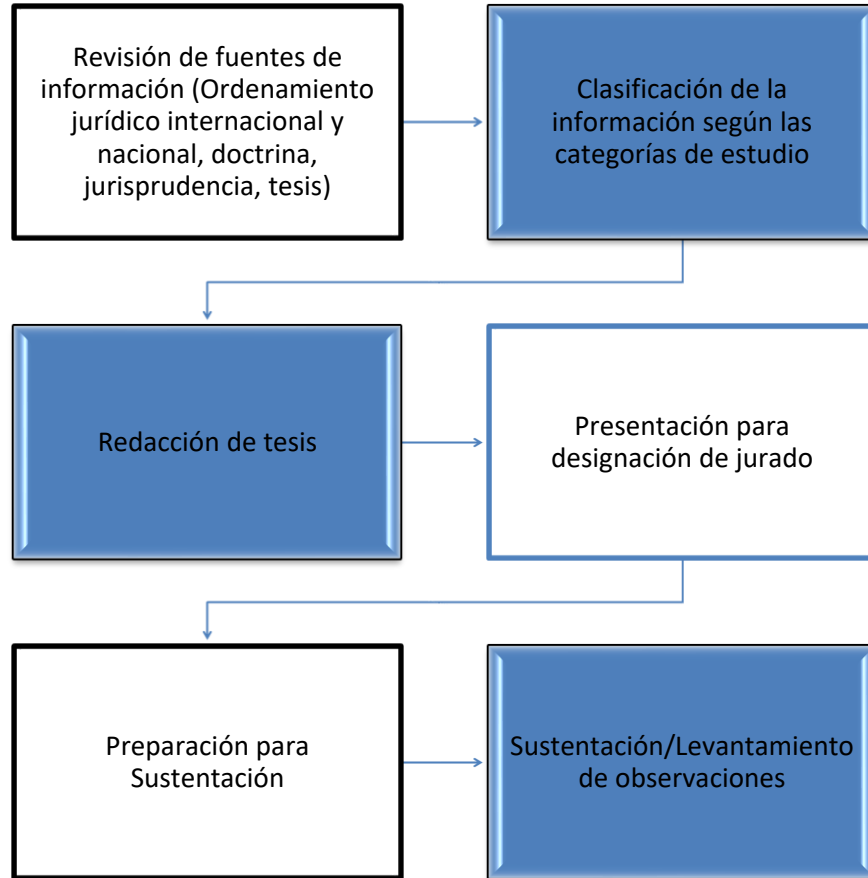 Revisión de fuentes de
información (Ordenamiento
jurídico internacional y
nacional, doctrina,
jurisprudencia, tesis)
Clasificación de la
información según las
categorías de estudio
Redacción de tesis
Presentación para
designación de jurado
Preparación para
Sustentación
Sustentación/Levantamiento
de observaciones